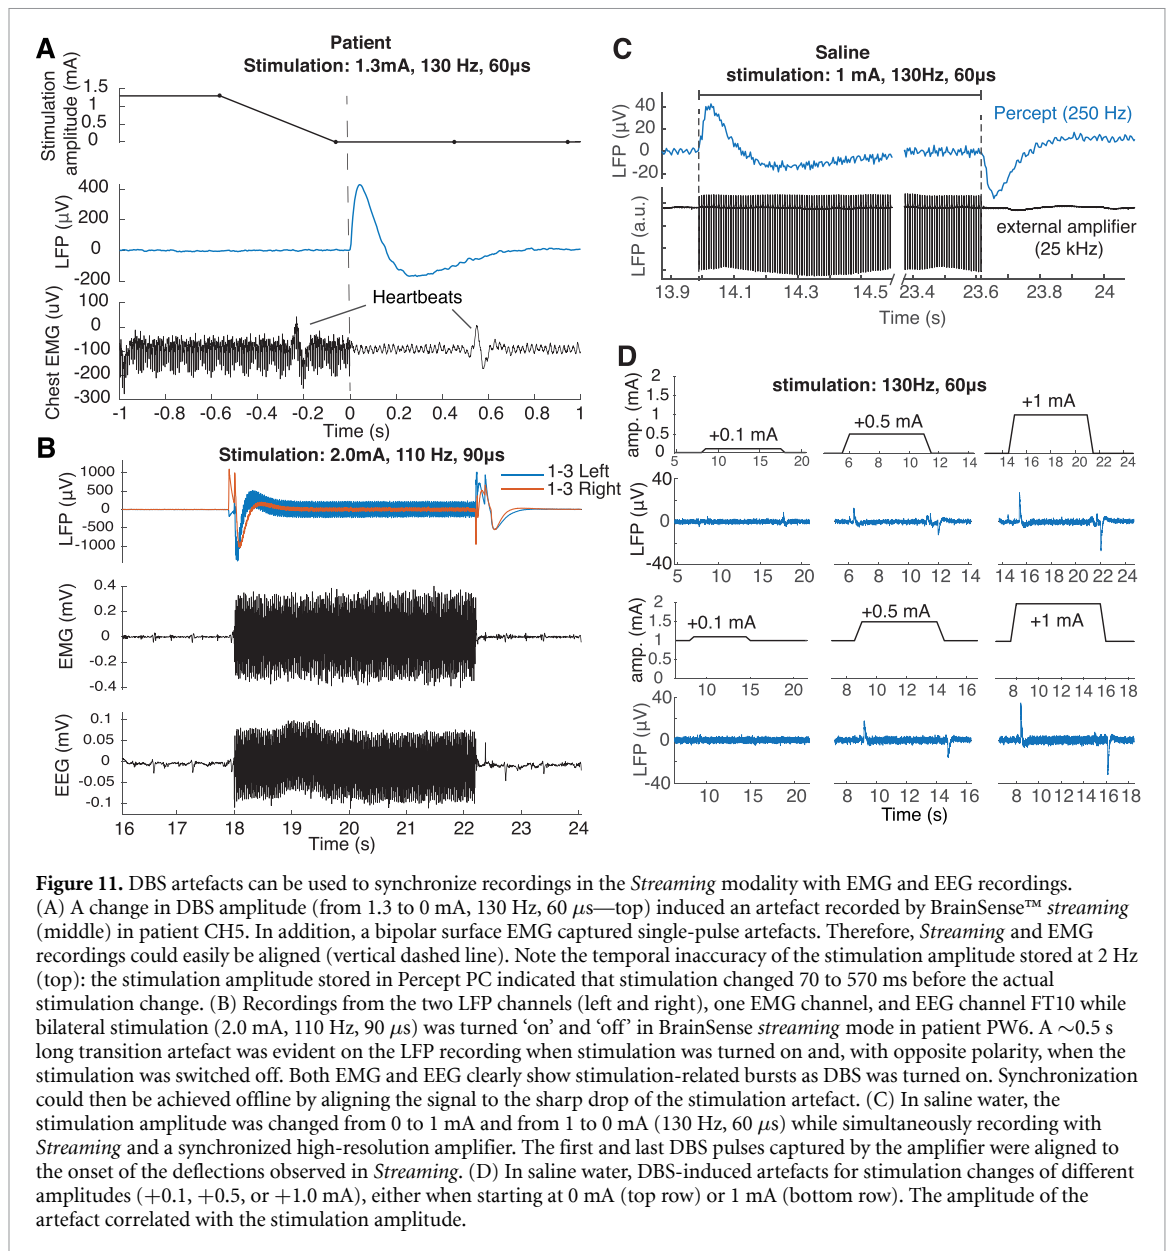 A
Patient
Stimulation: 1.3mA, 130 Hz, 60µs
Stimulation
amplitude (mA)
1.5
1
0.5
0
LFP (µV)
400
200
0
-200
Chest EMG (uV)
100
0
-100
-200
-300
Heartbeats
-1 -0.8 -0.6 -0.4 -0.2 0 0.2 0.4 0.6 0.8 1
Time (s)
B
Stimulation: 2.0mA, 110 Hz, 90µs
1-3 Left
1-3 Right
LFP (µV)
1000
500
0
-500
-1000
EMG (mV)
0.4
0.2
0
-0.2
-0.4
EEG (mV)
0.1
0.05
0
-0.05
-0.1
16 17 18 19 20 21 22 23 24
Time (s)
C
Saline
stimulation: 1 mA, 130Hz, 60µs
Percept (250 Hz)
LFP (µV)
40
20
0
-20
LFP (a.u.)
external amplifier
(25 kHz)
13.9 14.1 14.3 14.5 23.4 23.6 23.8 24
Time (s)
D
stimulation: 130Hz, 60µs
amp. (mA)
2
1
0.5
0
+0.1 mA
+0.5 mA
+1 mA
5 10 15 20
6 8 10 12 14
14 16 18 20 22 24
LFP (µV)
40
0
-40
5 10 15 20
6 8 10 12 14
14 16 18 20 22 24
amp. (mA)
2
1.5
1
0.5
0
+0.1 mA
+0.5 mA
+1 mA
10 15 20
8 10 12 14 16
8 10 12 14 16 18
LFP (µV)
40
0
-40
10 15 20
8 10 12 14 16
8 10 12 14 16 18
Time (s)
Figure 11. DBS artefacts can be used to synchronize recordings in the Streaming modality with EMG and EEG recordings.
(A) A change in DBS amplitude (from 1.3 to 0 mA, 130 Hz, 60 µs—top) induced an artefact recorded by BrainSense™ streaming
(middle) in patient CH5. In addition, a bipolar surface EMG captured single-pulse artefacts. Therefore, Streaming and EMG
recordings could easily be aligned (vertical dashed line). Note the temporal inaccuracy of the stimulation amplitude stored at 2 Hz
(top): the stimulation amplitude stored in Percept PC indicated that stimulation changed 70 to 570 ms before the actual
stimulation change. (B) Recordings from the two LFP channels (left and right), one EMG channel, and EEG channel FT10 while
bilateral stimulation (2.0 mA, 110 Hz, 90 µs) was turned ‘on’ and ‘off’ in BrainSense streaming mode in patient PW6. A ∼0.5 s
long transition artefact was evident on the LFP recording when stimulation was turned on and, with opposite polarity, when the
stimulation was switched off. Both EMG and EEG clearly show stimulation-related bursts as DBS was turned on. Synchronization
could then be achieved offline by aligning the signal to the sharp drop of the stimulation artefact. (C) In saline water, the
stimulation amplitude was changed from 0 to 1 mA and from 1 to 0 mA (130 Hz, 60 µs) while simultaneously recording with
Streaming and a synchronized high-resolution amplifier. The first and last DBS pulses captured by the amplifier were aligned to
the onset of the deflections observed in Streaming. (D) In saline water, DBS-induced artefacts for stimulation changes of different
amplitudes (+0.1, +0.5, or +1.0 mA), either when starting at 0 mA (top row) or 1 mA (bottom row). The amplitude of the
artefact correlated with the stimulation amplitude.